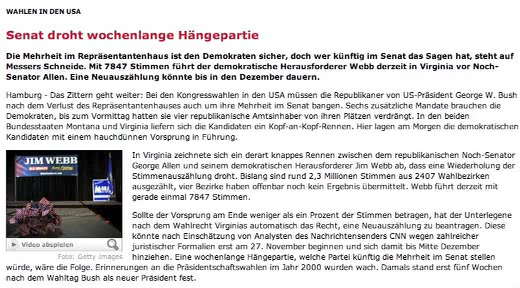 WAHLEN IN DEN USA
Senat droht wochenlange Hängepartie
Die Mehrheit im Repräsentantenhaus ist den Demokraten sicher, doch wer künftig im Senat das Sagen hat, steht auf
Messers Schneide. Mit 7847 Stimmen führt der demokratische Herausforderer Webb derzeit in Virginia vor Noch-
Senator Allen. Eine Neuauszählung könnte bis in den Dezember dauern.
Hamburg - Das Zittern geht weiter: Bei den Kongresswahlen in den USA müssen die Republikaner von US-Präsident George W. Bush
nach dem Verlust des Repräsentantenhauses auch um ihre Mehrheit im Senat bangen. Sechs zusätzliche Mandate brauchen die
Demokraten, bis zum Vormittag hatten sie vier republikanische Amtsinhaber von ihren Plätzen verdrängt. In den beiden
Bundesstaaten Montana und Virginia liefern sich die Kandidaten ein Kopf-an-Kopf-Rennen. Hier lagen am Morgen die demokratischen
Kandidaten mit einem hauchdünnen Vorsprung in Führung.
JIM WEBB
Video abspielen
Foto: Getty Images
In Virginia zeichnete sich ein derart knappes Rennen zwischen dem republikanischen Noch-Senator
George Allen und seinem demokratischen Herausforderer Jim Webb ab, dass eine Wiederholung der
Stimmenauszählung droht. Bislang sind rund 2,3 Millionen Stimmen aus 2407 Wahlbezirken
ausgezählt, vier Bezirke haben offenbar noch kein Ergebnis übermittelt. Webb führt derzeit mit
gerade einmal 7847 Stimmen.
Sollte der Vorsprung am Ende weniger als ein Prozent der Stimmen betragen, hat der Unterlegene
nach dem Wahlrecht Virginias automatisch das Recht, eine Neuauszählung zu beantragen. Diese
könnte nach Einschätzung von Analysten des Nachrichtensenders CNN wegen zahlreicher
juristischer Formalien erst am 27. November beginnen und sich damit bis Mitte Dezember
hinziehen. Eine wochenlange Hängepartie, welche Partei künftig die Mehrheit im Senat stellen
würde, wäre die Folge. Erinnerungen an die Präsidentschaftswahlen im Jahr 2000 wurden wach. Damals stand erst fünf Wochen
nach dem Wahltag Bush als neuer Präsident fest.